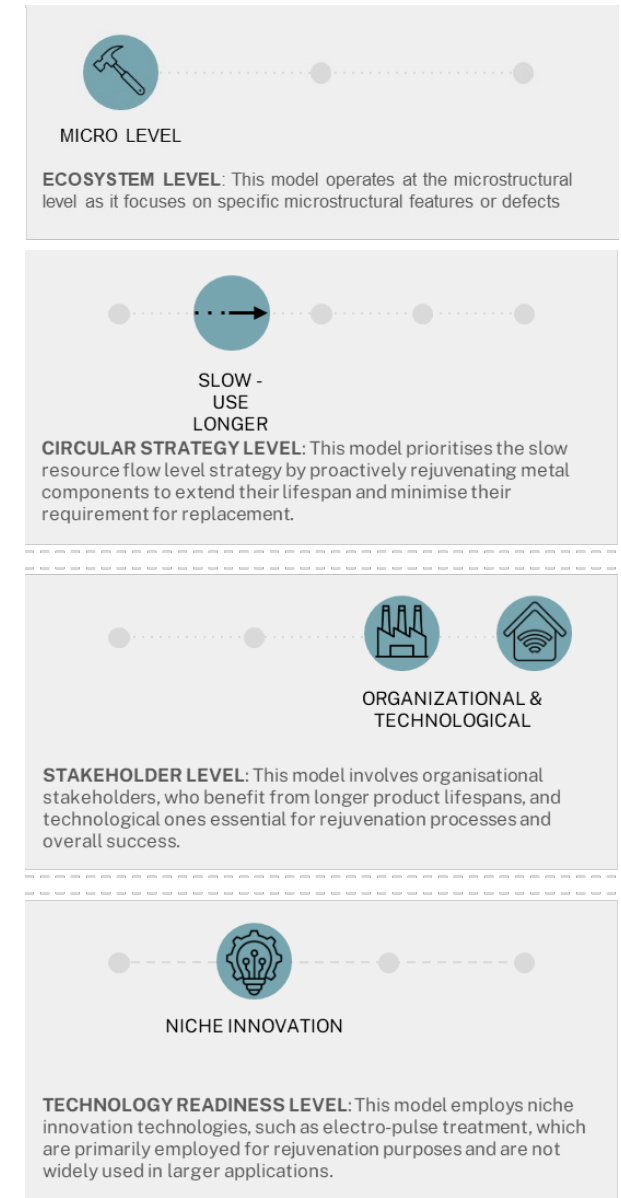 MICRO LEVEL
ECOSYSTEM LEVEL: This model operates at the microstructural
level as it focuses on specific microstructural features or defects
SLOW -
USE
LONGER
CIRCULAR STRATEGY LEVEL: This model prioritises the slow
resource flow level strategy by proactively rejuvenating metal
components to extend their lifespan and minimise their
requirement for replacement.
ORGANIZATIONAL &
TECHNOLOGICAL
STAKEHOLDER LEVEL: This model involves organisational
stakeholders, who benefit from longer product lifespans, and
technological ones essential for rejuvenation processes and
overall success.
NICHE INNOVATION
TECHNOLOGY READINESS LEVEL: This model employs niche
innovation technologies, such as electro-pulse treatment, which
are primarily employed for rejuvenation purposes and are not
widely used in larger applications.